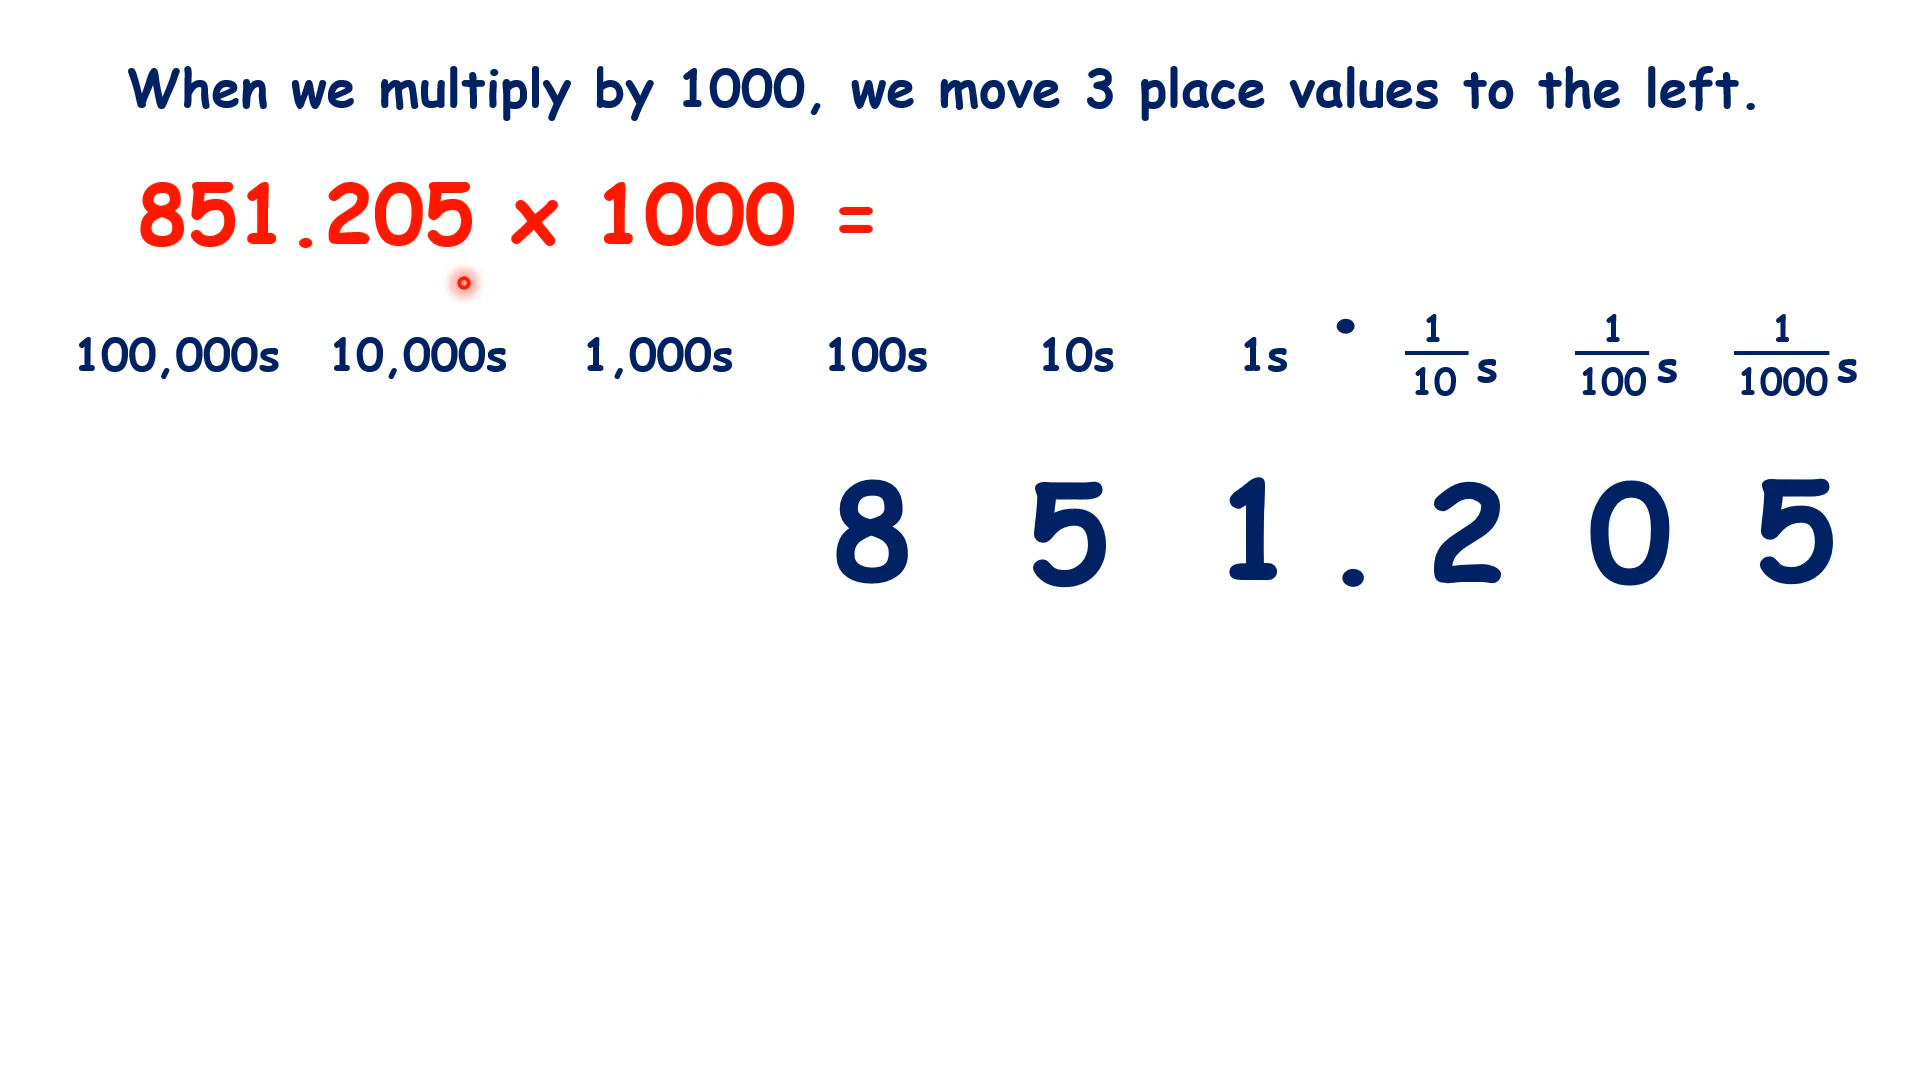 When we multiply by 1000, we move 3 place values to the left.
851.205 x 1000 =
100,000s 10,000s 1,000s 100s 10s 1s . 1/10 s 1/100 s 1/1000 s
8 5 1 . 2 0 5